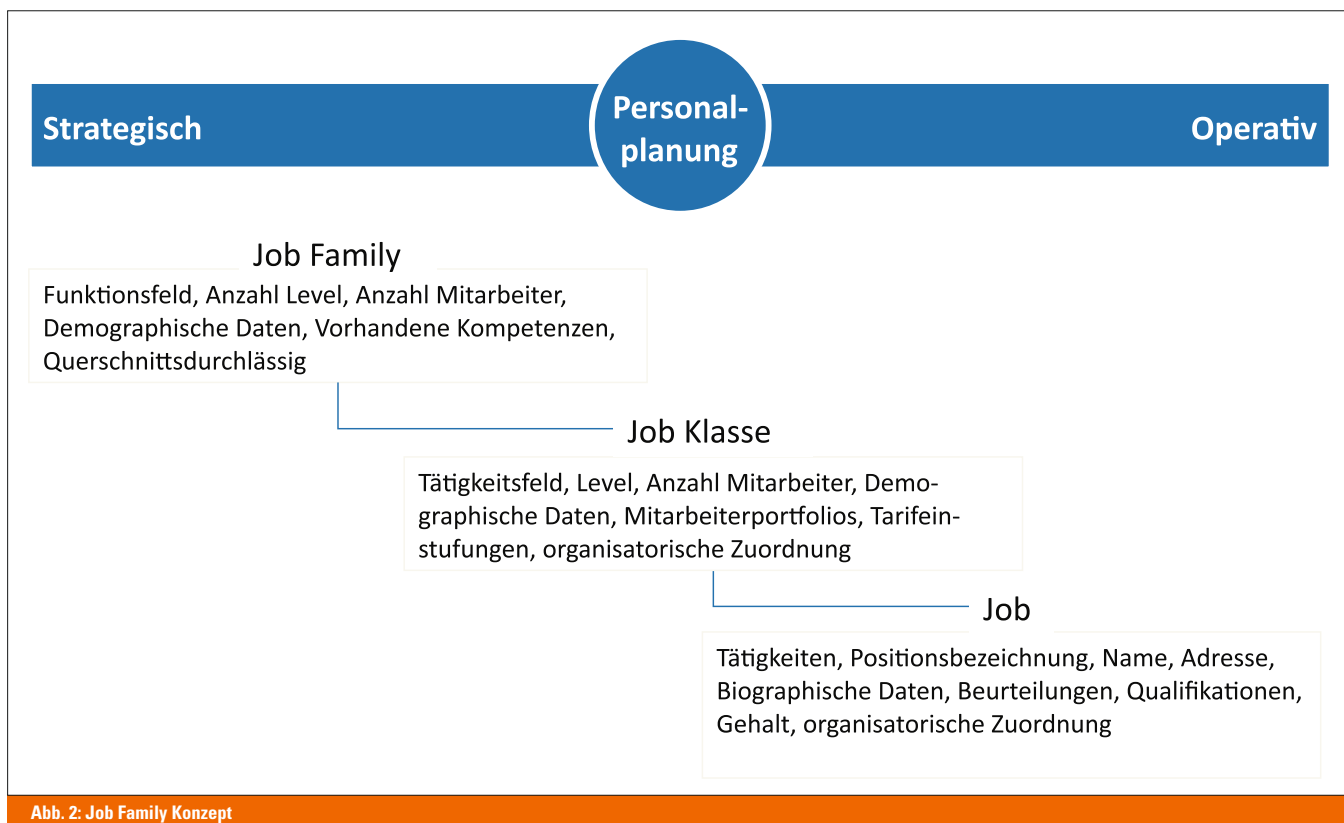 Strategisch
Personal-
planung
Operativ
Job Family
Funktionsfeld, Anzahl Level, Anzahl Mitarbeiter,
Demographische Daten, Vorhandene Kompetenzen,
Querschnittsdurchlässig
Job Klasse
Tätigkeitsfeld, Level, Anzahl Mitarbeiter, Demo-
graphische Daten, Mitarbeiterportfolios, Tarifein-
stufungen, organisatorische Zuordnung
Job
Tätigkeiten, Positionsbezeichnung, Name, Adresse,
Biographische Daten, Beurteilungen, Qualifikationen,
Gehalt, organisatorische Zuordnung
Abb. 2: Job Family Konzept